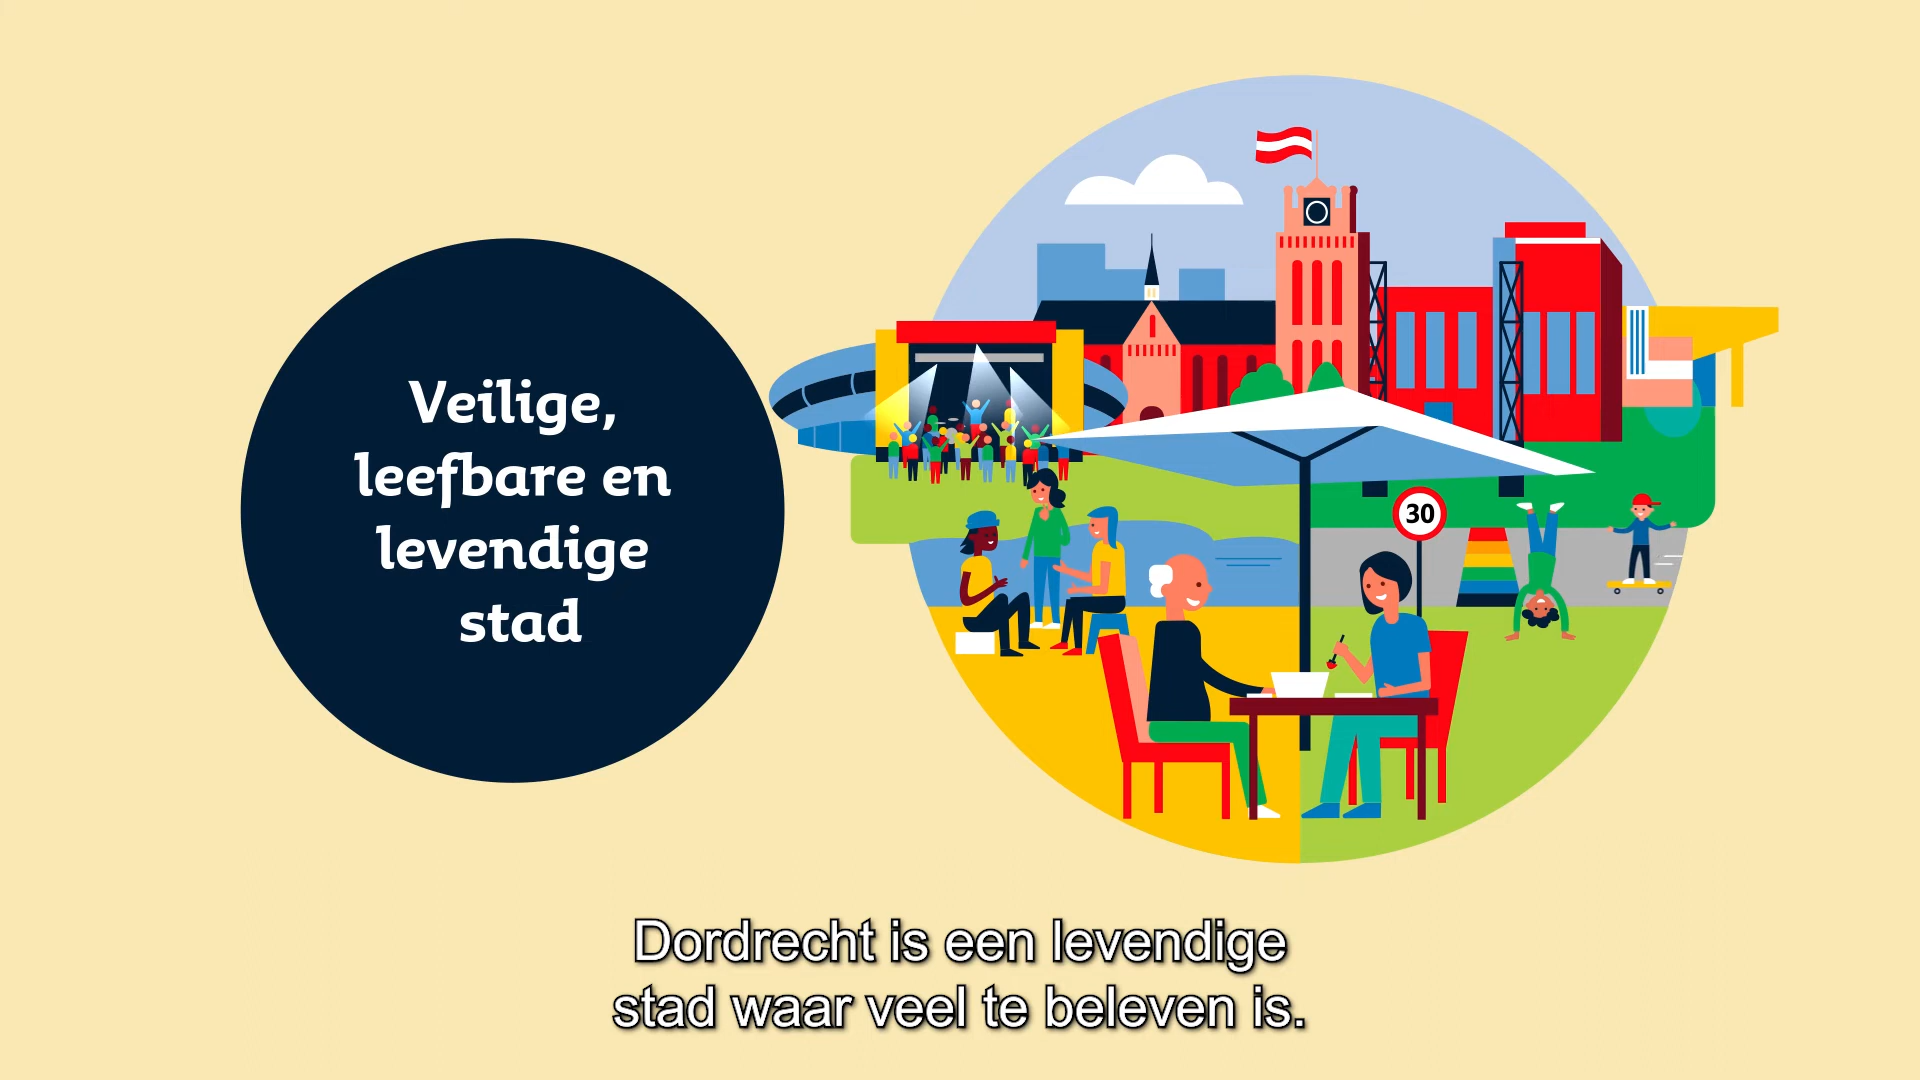 Veilige,
leefbare en
levendige
stad
30
Dordrecht is een levendige
stad waar veel te beleven is.